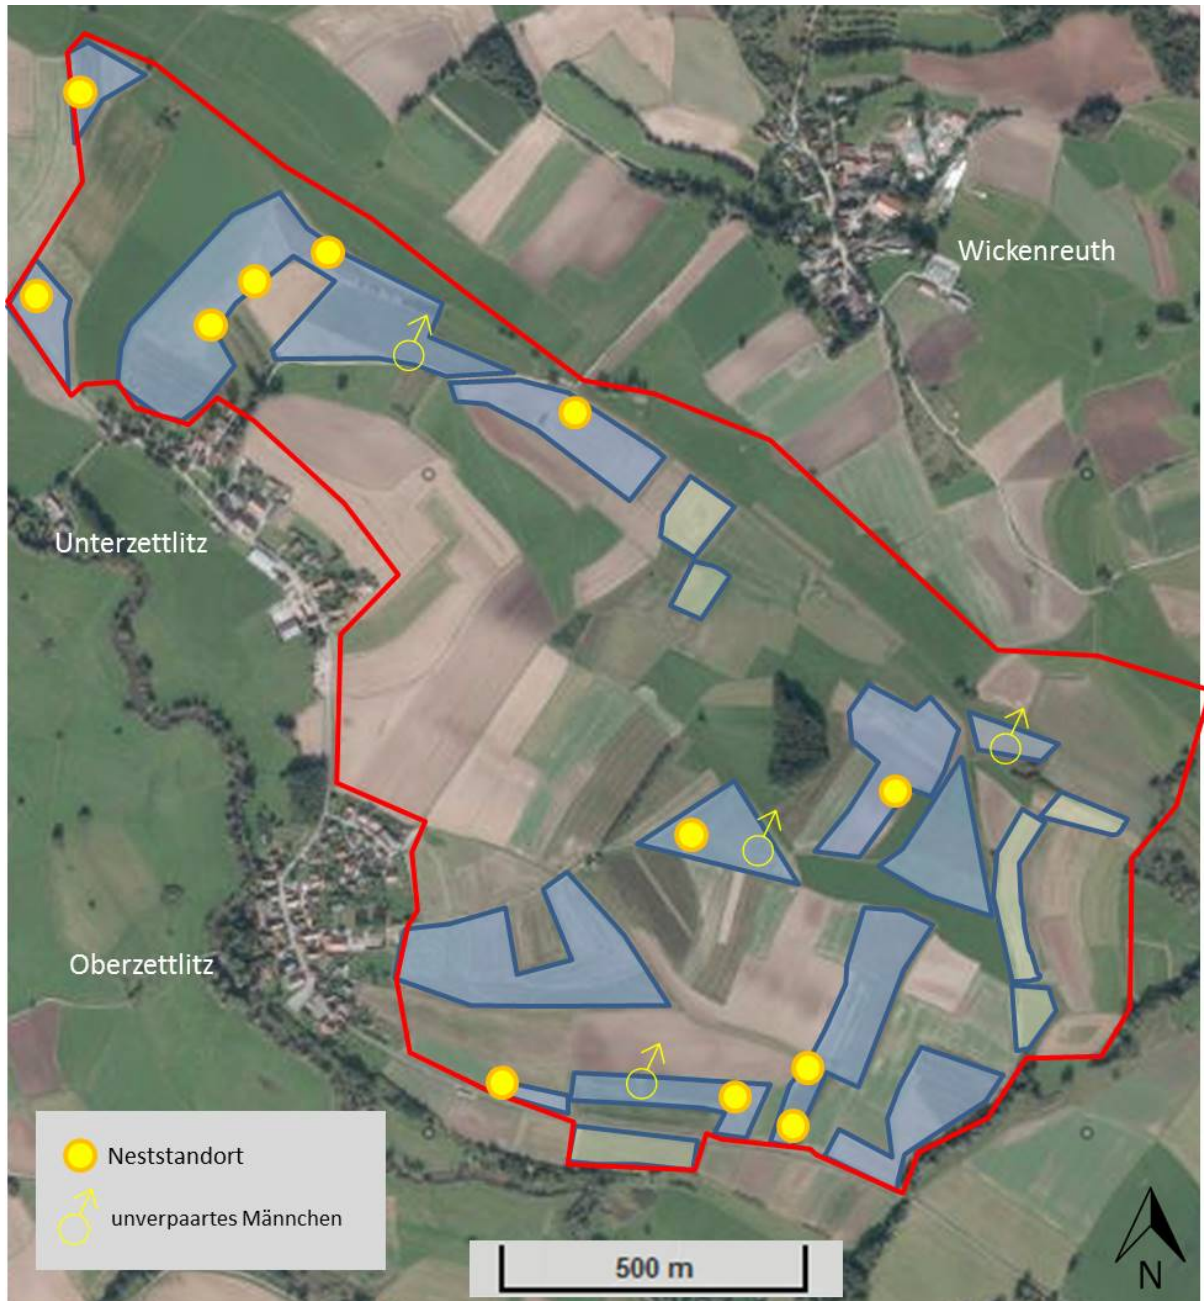 Wickenreuth
Unterzettlitz
Oberzettlitz
Neststandort
unverpaartes Männchen
500 m
N